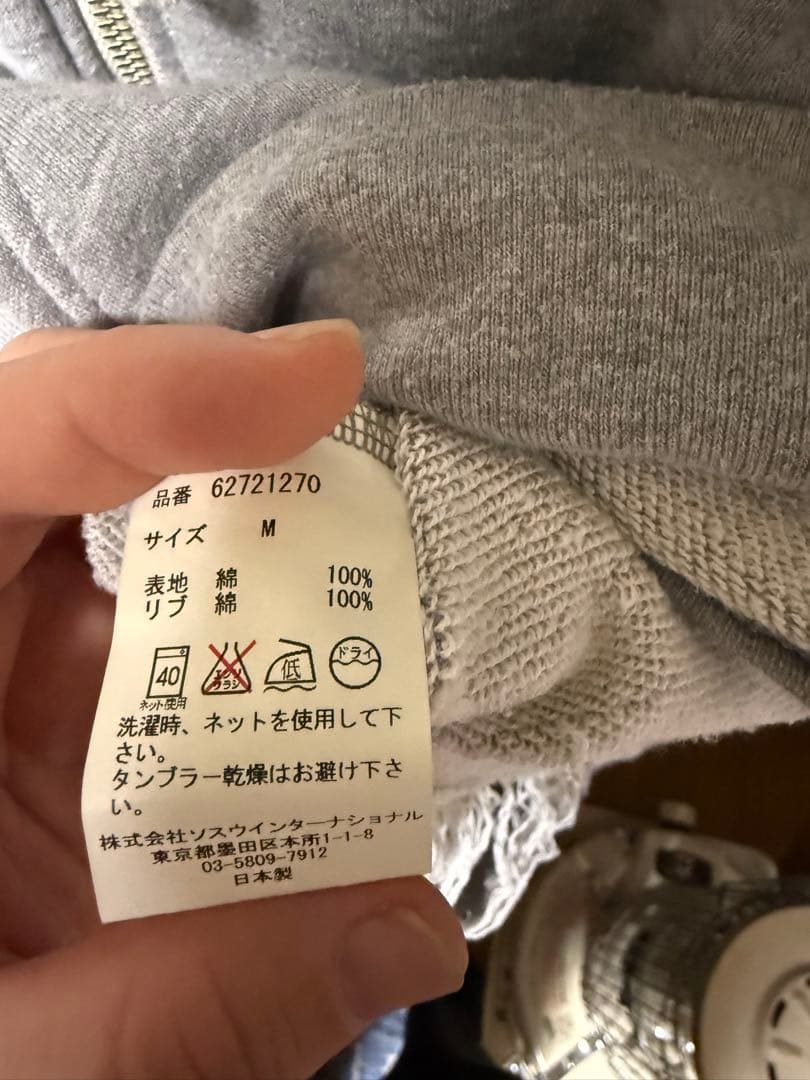 品番 62721270
サイズ M
表地 綿 100%
リブ 綿 100%
40 エンソ サラシ 低 ドライ
ネット使用
洗濯時、ネットを使用して下
さい。
タンブラー乾燥はお避け下さ
い。
株式会社ソスウインターナショナル
東京都墨田区本所1-1-8
03-5809-7912
日本製